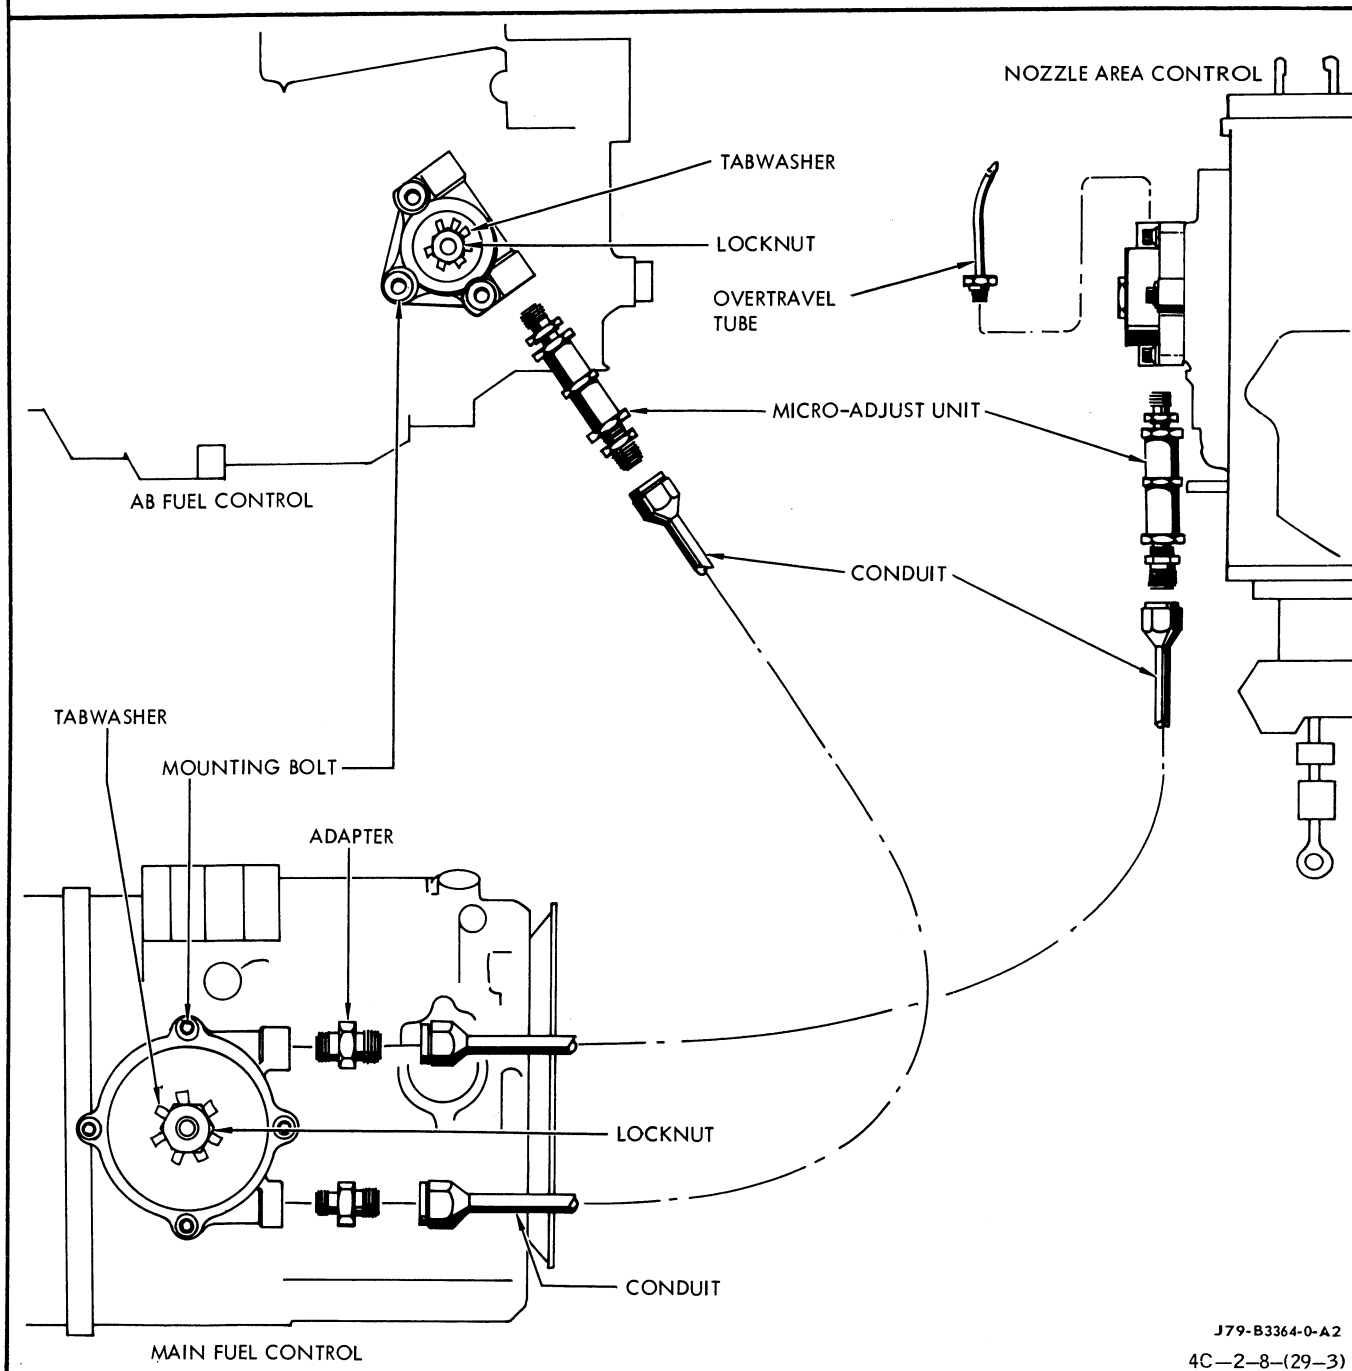 NOZZLE AREA CONTROL
TABWASHER
LOCKNUT
OVERTRAVEL
TUBE
MICRO-ADJUST UNIT
AB FUEL CONTROL
CONDUIT
TABWASHER
MOUNTING BOLT
ADAPTER
LOCKNUT
CONDUIT
MAIN FUEL CONTROL
J79-B3364-0-A2
4C-2-8-(29-3)